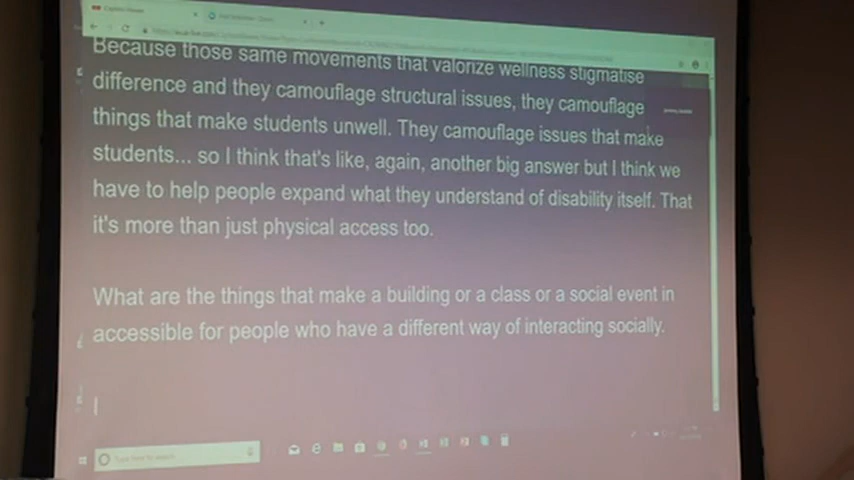 Because those same movements that valorize wellness stigmatise
difference and they camouflage structural issues, they camouflage
things that make students unwell. They camouflage issues that make
students... so I think that's like, again, another big answer but I think we
have to help people expand what they understand of disability itself. That
it's more than just physical access too.
What are the things that make a building or a class or a social event in
accessible for people who have a different way of interacting socially.
Type here to search